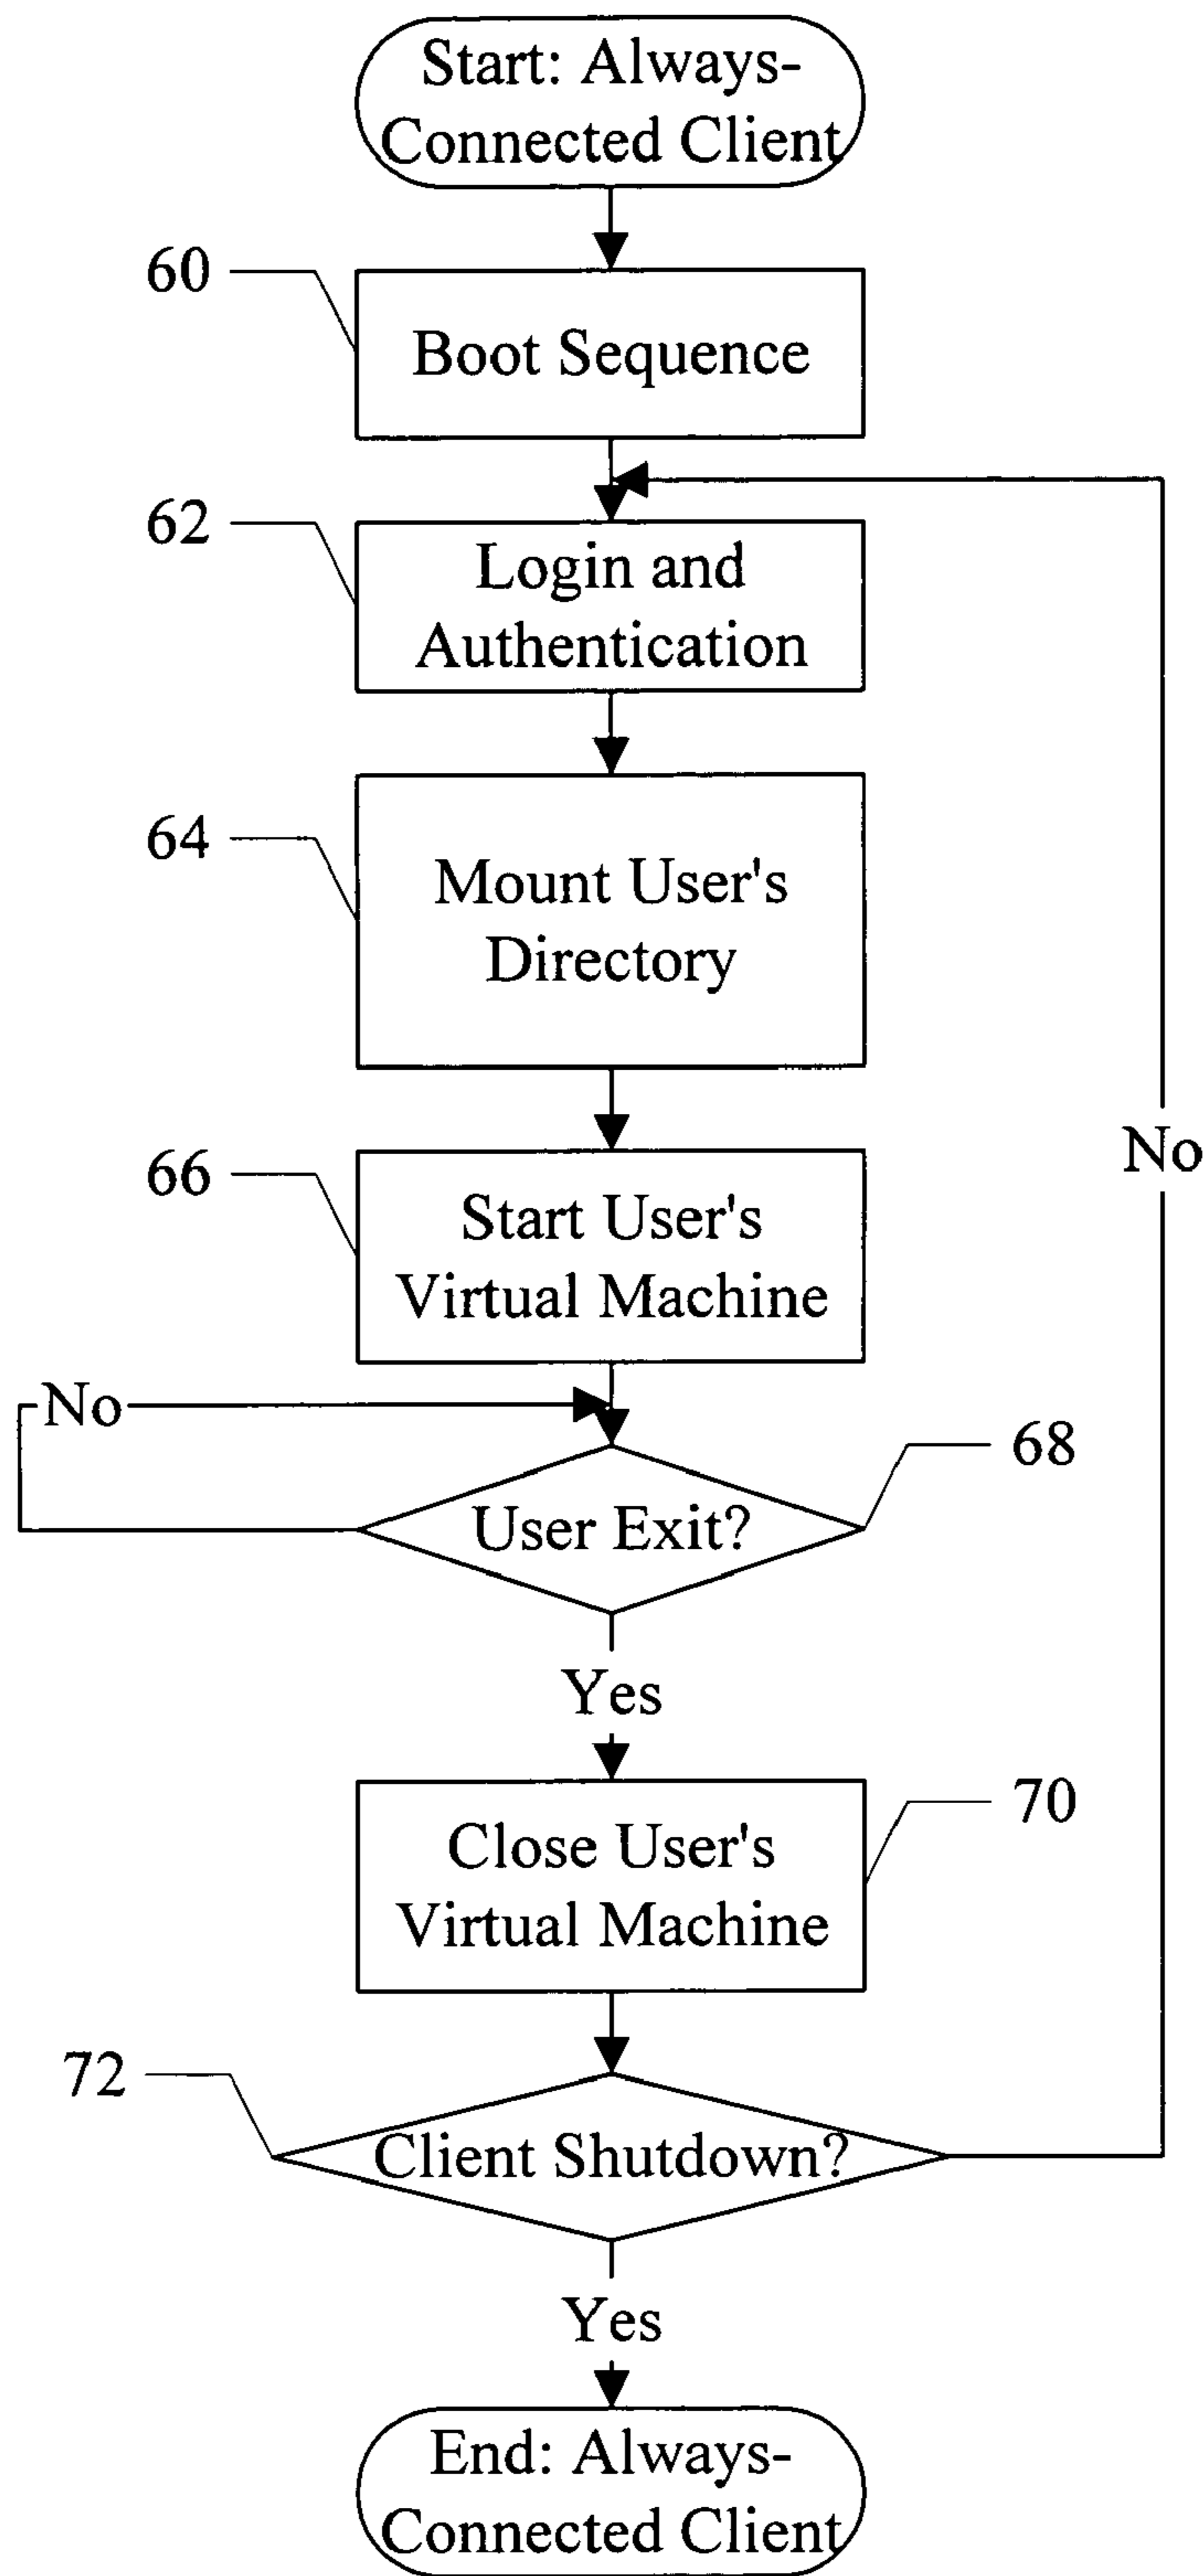 Start: Always-
Connected Client
60
Boot Sequence
62
Login and
Authentication
64
Mount User's
Directory
No
66
Start User's
Virtual Machine
No
68
User Exit?
Yes
70
Close User's
Virtual Machine
72
Client Shutdown?
Yes
End: Always-
Connected Client